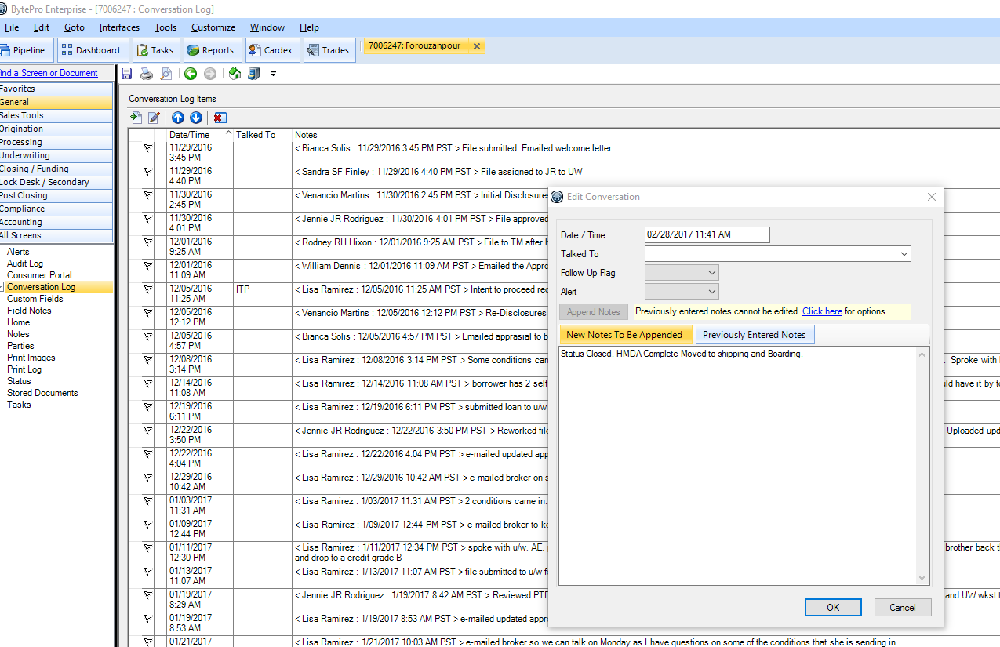 BytePro Enterprise - [7006247 : Conversation Log]
File Edit Goto Interfaces Tools Customize Window Help
Pipeline Dashboard Tasks Reports Cardex Trades 7006247: Forouzanpour
ind a Screen or Document
Favorites
General
Sales Tools
Origination
Processing
Underwriting
Closing / Funding
Lock Desk / Secondary
Post Closing
Compliance
Accounting
All Screens
Alerts
Audit Log
Consumer Portal
Conversation Log
Custom Fields
Field Notes
Home
Notes
Parties
Print Images
Print Log
Status
Stored Documents
Tasks
Conversation Log Items
Date/Time Talked To Notes
11/29/2016 3:45 PM < Bianca Solis : 11/29/2016 3:45 PM PST > File submitted. Emailed welcome letter.
11/29/2016 4:40 PM < Sandra SF Finley : 11/29/2016 4:40 PM PST > File assigned to JR to UW
11/30/2016 2:45 PM < Venancio Martins : 11/30/2016 2:45 PM PST > Initial Disclosures
11/30/2016 4:01 PM < Jennie JR Rodriguez : 11/30/2016 4:01 PM PST > File approved
12/01/2016 9:25 AM < Rodney RH Hixon : 12/01/2016 9:25 AM PST > File to TM after
12/01/2016 11:09 AM < William Dennis : 12/01/2016 11:09 AM PST > Emailed the Appro
12/05/2016 11:25 AM ITP < Lisa Ramirez : 12/05/2016 11:25 AM PST > Intent to proceed rec
12/05/2016 12:12 PM < Venancio Martins : 12/05/2016 12:12 PM PST > Re-Disclosures
12/05/2016 4:57 PM < Bianca Solis : 12/05/2016 4:57 PM PST > Emailed apprasial to b
12/08/2016 3:14 PM < Lisa Ramirez : 12/08/2016 3:14 PM PST > Some conditions cam . Sproke with
12/14/2016 11:08 AM < Lisa Ramirez : 12/14/2016 11:08 AM PST > borrower has 2 self ld have it by to
12/19/2016 6:11 PM < Lisa Ramirez : 12/19/2016 6:11 PM PST > submitted loan to u/w
12/22/2016 3:50 PM < Jennie JR Rodriguez : 12/22/2016 3:50 PM PST > Reworked file Uploaded upd
12/22/2016 4:04 PM < Lisa Ramirez : 12/22/2016 4:04 PM PST > e-mailed updated app
12/29/2016 10:42 AM < Lisa Ramirez : 12/29/2016 10:42 AM PST > e-mailed broker on s
01/03/2017 11:31 AM < Lisa Ramirez : 1/03/2017 11:31 AM PST > 2 conditions came in.
01/09/2017 12:44 PM < Lisa Ramirez : 1/09/2017 12:44 PM PST > e-mailed broker to ke
01/11/2017 12:30 PM < Lisa Ramirez : 1/11/2017 12:34 PM PST > spoke with u/w, AE, brother back t
and drop to a credit grade B
01/13/2017 11:07 AM < Lisa Ramirez : 1/13/2017 11:07 AM PST > file submitted to u/w f
01/19/2017 8:29 AM < Jennie JR Rodriguez : 1/19/2017 8:42 AM PST > Reviewed PTD and UW wkst t
01/19/2017 8:53 AM < Lisa Ramirez : 1/19/2017 8:53 AM PST > e-mailed updated appr
01/21/2017 < Lisa Ramirez : 1/21/2017 10:03 AM PST > e-mailed broker so we can talk on Monday as I have questions on some of the conditions that she is sending in
Edit Conversation
Date / Time 02/28/2017 11:41 AM
Talked To
Follow Up Flag
Alert
Append Notes Previously entered notes cannot be edited. Click here for options.
New Notes To Be Appended Previously Entered Notes
Status Closed. HMDA Complete Moved to shipping and Boarding.
OK Cancel